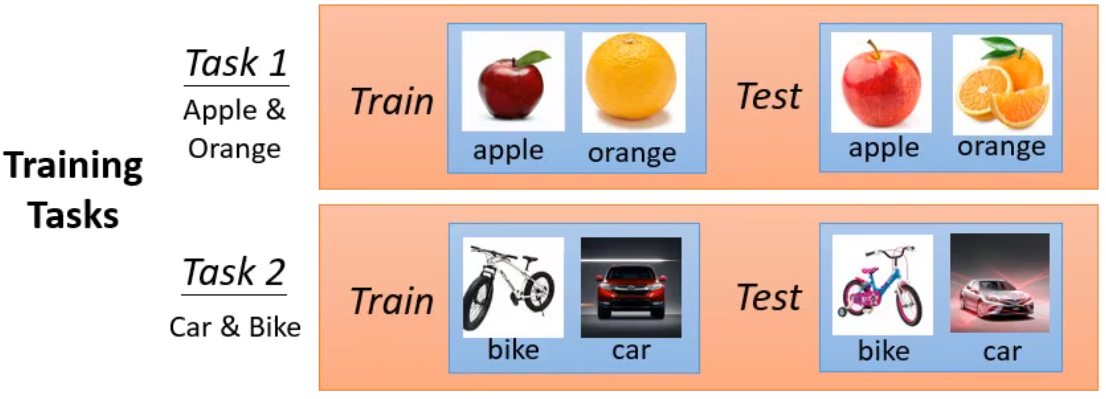 Training
Tasks
Task 1
Apple &
Orange
Train
apple
orange
Test
apple
orange
Task 2
Car & Bike
Train
bike
car
Test
bike
car